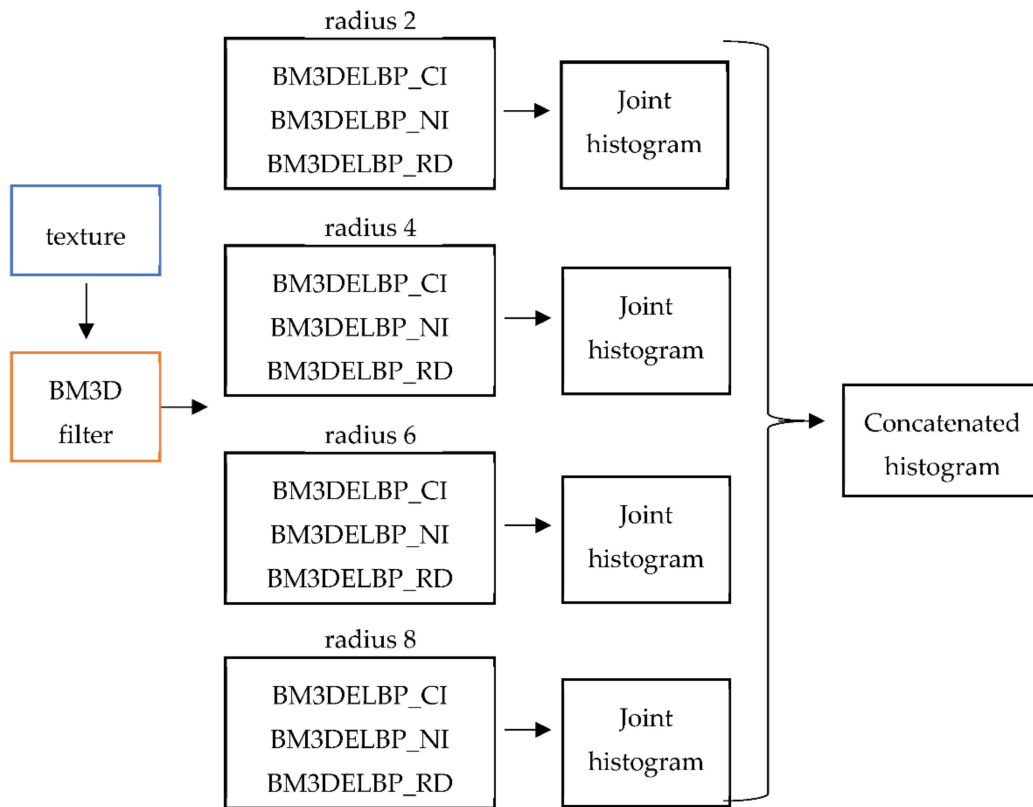 texture
BM3D
filter
radius 2
BM3DELBP_CI
BM3DELBP_NI
BM3DELBP_RD
Joint
histogram
radius 4
BM3DELBP_CI
BM3DELBP_NI
BM3DELBP_RD
Joint
histogram
radius 6
BM3DELBP_CI
BM3DELBP_NI
BM3DELBP_RD
Joint
histogram
radius 8
BM3DELBP_CI
BM3DELBP_NI
BM3DELBP_RD
Joint
histogram
Concatenated
histogram